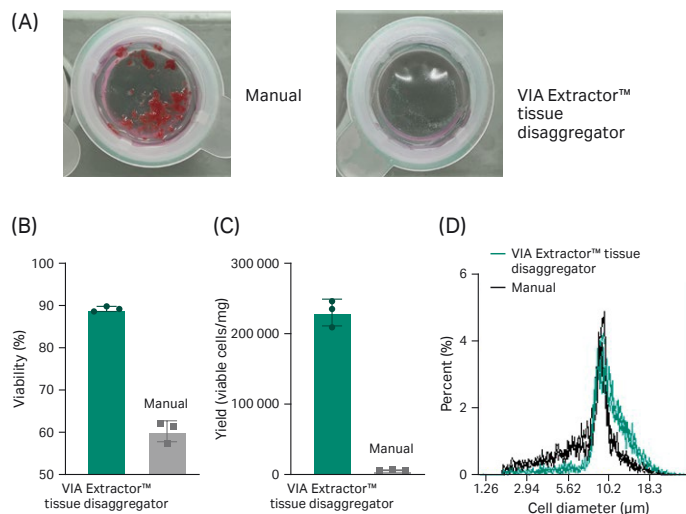 (A)
Manual
VIA Extractor™
tissue
disaggregator
(B)
Viability (%)
100
90
80
70
60
50
Manual
VIA Extractor™
tissue disaggregator
(C)
Yield (viable cells/mg)
300 000
200 000
100 000
0
Manual
VIA Extractor™
tissue disaggregator
(D)
VIA Extractor™ tissue
disaggregator
Manual
Percent (%)
6
4
2
0
1.26 2.94 5.62 10.2 18.3
Cell diameter (µm)